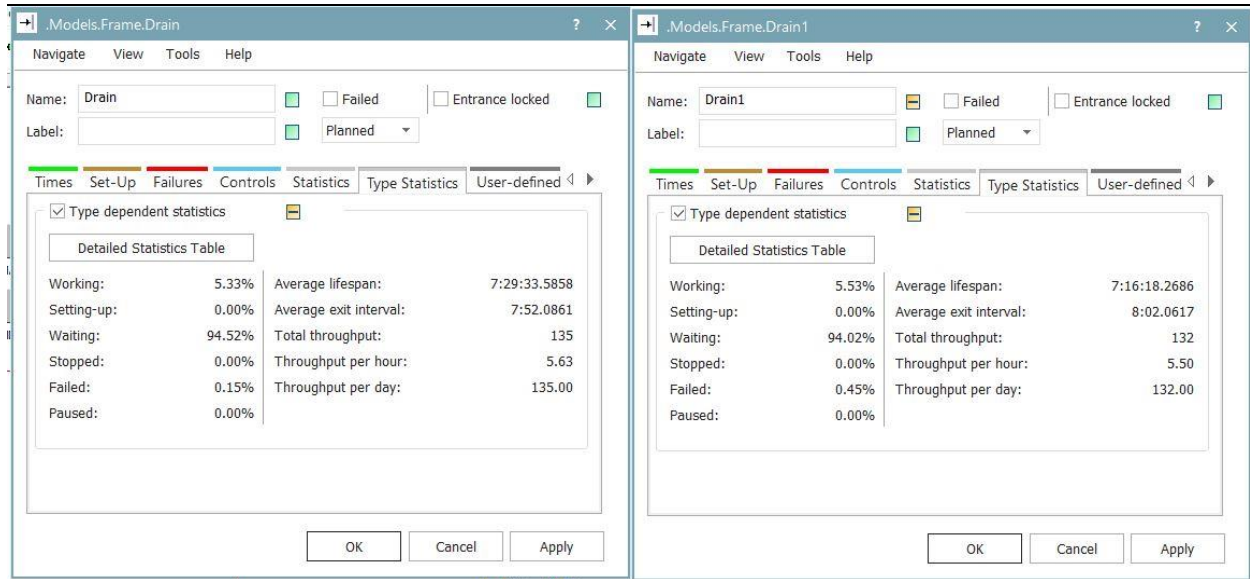 .Models.Frame.Drain ? ×
Navigate View Tools Help
Name: Drain Failed Entrance locked
Label: Planned
Times Set-Up Failures Controls Statistics Type Statistics User-defined
Type dependent statistics
Detailed Statistics Table
Working: 5.33% Average lifespan: 7:29:33.5858
Setting-up: 0.00% Average exit interval: 7:52.0861
Waiting: 94.52% Total throughput: 135
Stopped: 0.00% Throughput per hour: 5.63
Failed: 0.15% Throughput per day: 135.00
Paused: 0.00%
OK Cancel Apply
.Models.Frame.Drain1 ? ×
Navigate View Tools Help
Name: Drain1 Failed Entrance locked
Label: Planned
Times Set-Up Failures Controls Statistics Type Statistics User-defined
Type dependent statistics
Detailed Statistics Table
Working: 5.53% Average lifespan: 7:16:18.2686
Setting-up: 0.00% Average exit interval: 8:02.0617
Waiting: 94.02% Total throughput: 132
Stopped: 0.00% Throughput per hour: 5.50
Failed: 0.45% Throughput per day: 132.00
Paused: 0.00%
OK Cancel Apply